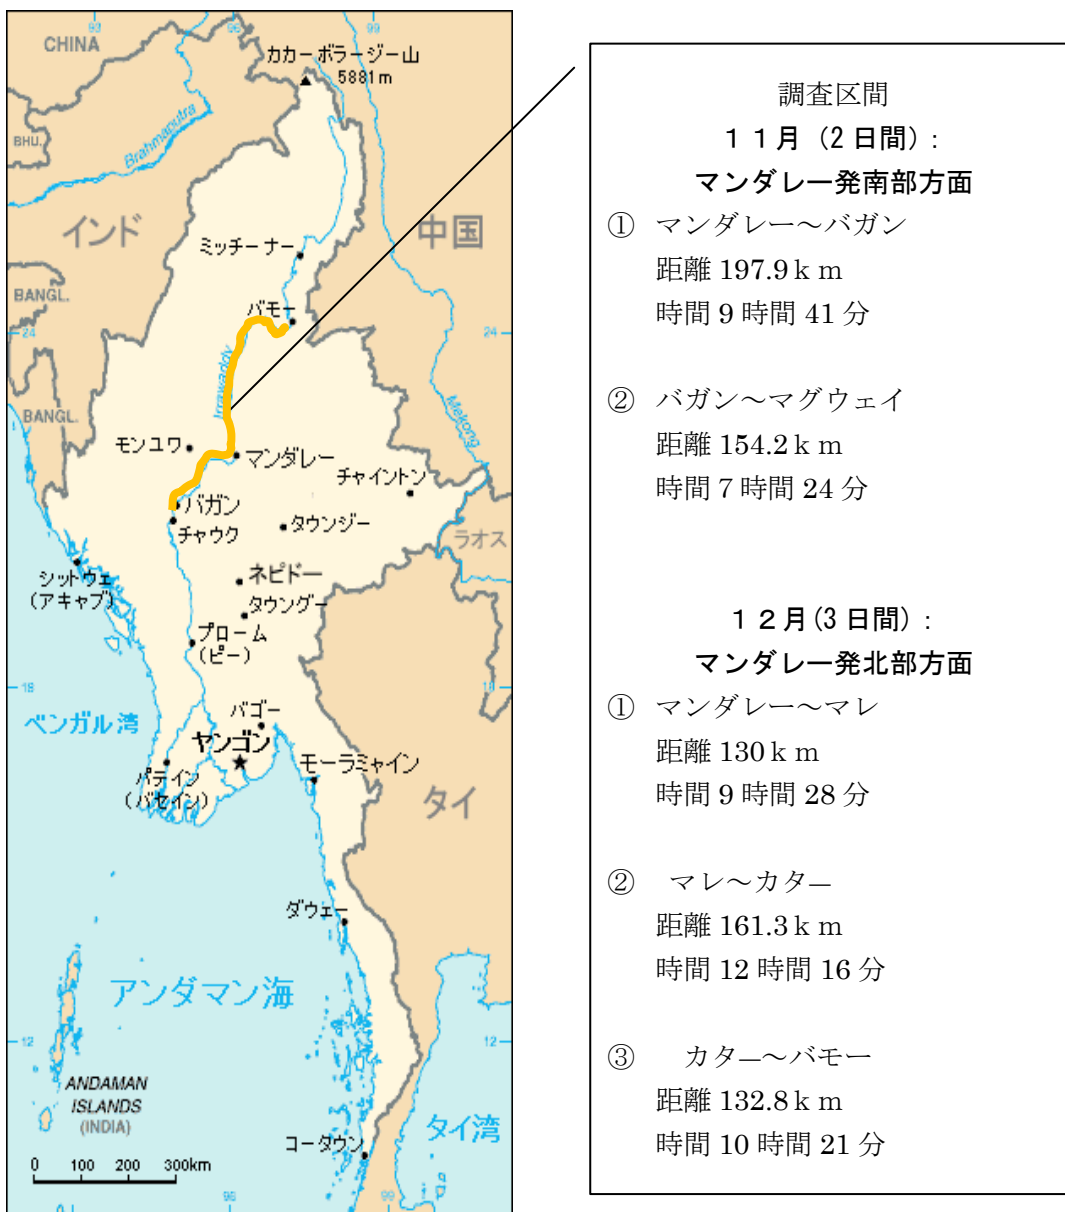 93
96
99
CHINA
カカーボラージー山
5881m
BHU.
Brahmaputra
インド
中国
ミッチーナー
BANGL.
バモー
24
24
Irrawaddy
BANGL.
Mekong
モンユワ
マンダレー
チャイントン
バガン
チャウク
タウンジー
ラオス
シットウェ
(アキャブ)
ネピドー
タウングー
プローム
(ピー)
18
18
ベンガル湾
バゴー
ヤンゴン
モーラミャイン
パテイン
(バセイン)
タイ
ダウェー
アンダマン海
12
12
ANDAMAN
ISLANDS
(INDIA)
タイ湾
コータウン
0 100 200 300km
96
99
調査区間
11月(2日間):
マンダレー発南部方面
① マンダレー～バガン
距離 197.9km
時間 9時間 41分
② バガン～マグウェイ
距離 154.2km
時間 7時間 24分
12月(3日間):
マンダレー発北部方面
① マンダレー～マレ
距離 130km
時間 9時間 28分
② マレ～カター
距離 161.3km
時間 12時間 16分
③ カター～バモー
距離 132.8km
時間 10時間 21分